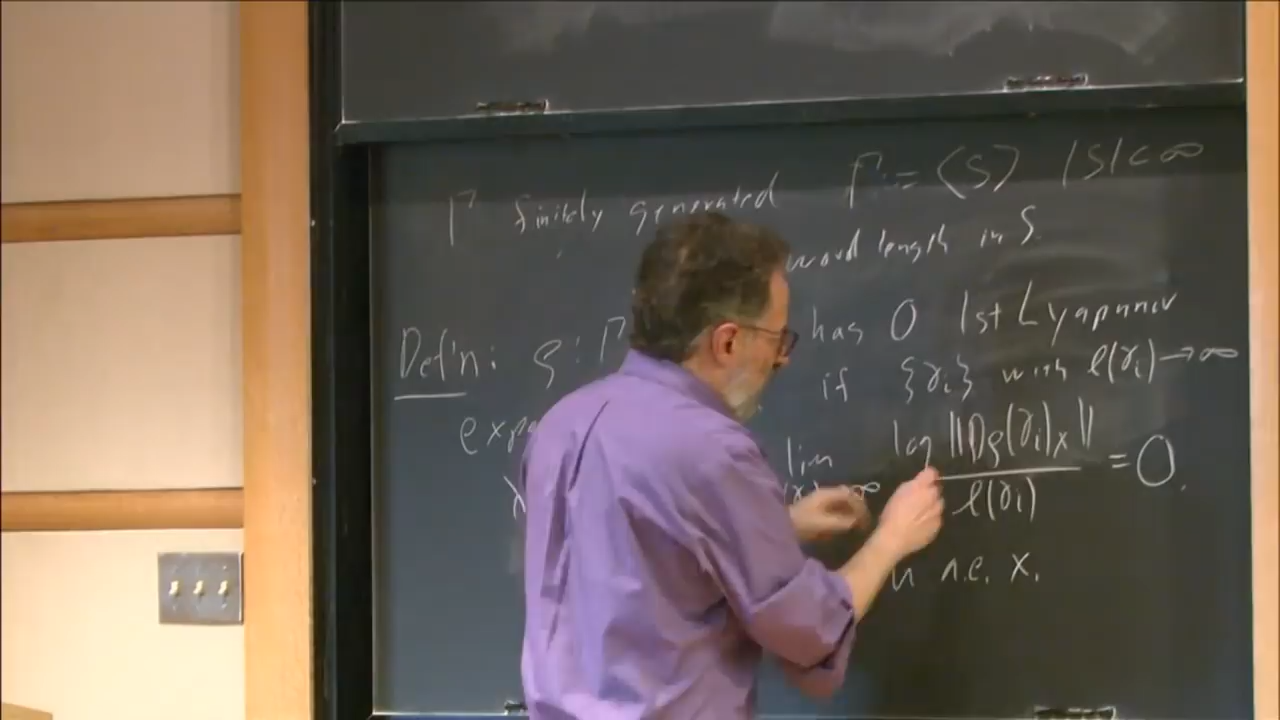 Γ finitely generated Γ = ⟨S⟩ |S| < ∞
word length in S.
Def'n: ρ: Γ has 0 1st Lyapunov
if {γi} with ℓ(γi) → ∞
lim log ||Dρ(γi)x|| / ℓ(γi) = 0.
a.e. x.